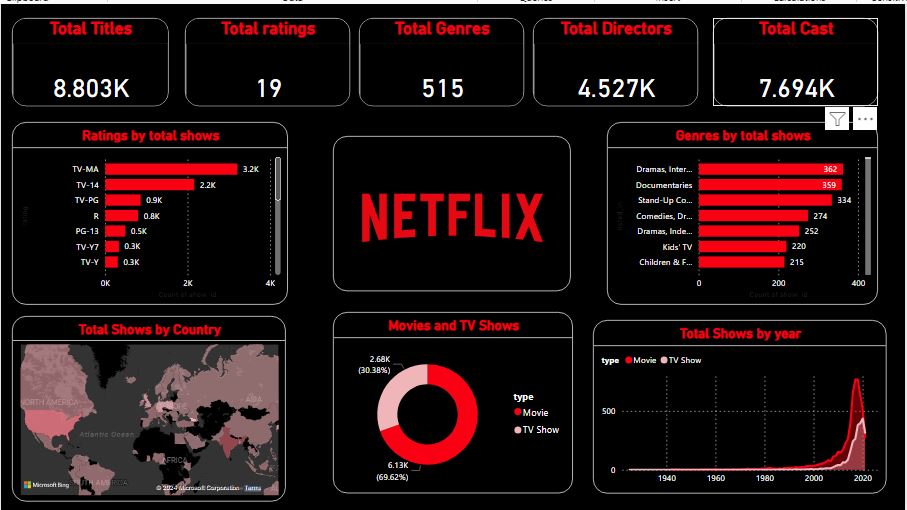 Total Titles
8.803K
Total ratings
19
Total Genres
515
Total Directors
4.527K
Total Cast
7.694K
Ratings by total shows
TV-MA 3.2K
TV-14 2.2K
TV-PG 0.9K
R 0.8K
PG-13 0.5K
TV-Y7 0.3K
TV-Y 0.3K
0K 2K 4K
Count of show_id
NETFLIX
Genres by total shows
Dramas, Inter... 362
Documentaries 359
Stand-Up Co... 334
Comedies, Dr... 274
Dramas, Inde... 252
Kids' TV 220
Children & F... 215
0 200 400
Count of show_id
Total Shows by Country
NORTH AMERICA
ASIA
Atlantic Ocean
AFRICA
SOUTH AMERICA
Microsoft Bing
© 2024 Microsoft Corporation Terms
Movies and TV Shows
2.68K
(30.38%)
6.13K
(69.62%)
type
Movie
TV Show
Total Shows by year
type Movie TV Show
500
0
1940 1960 1980 2000 2020